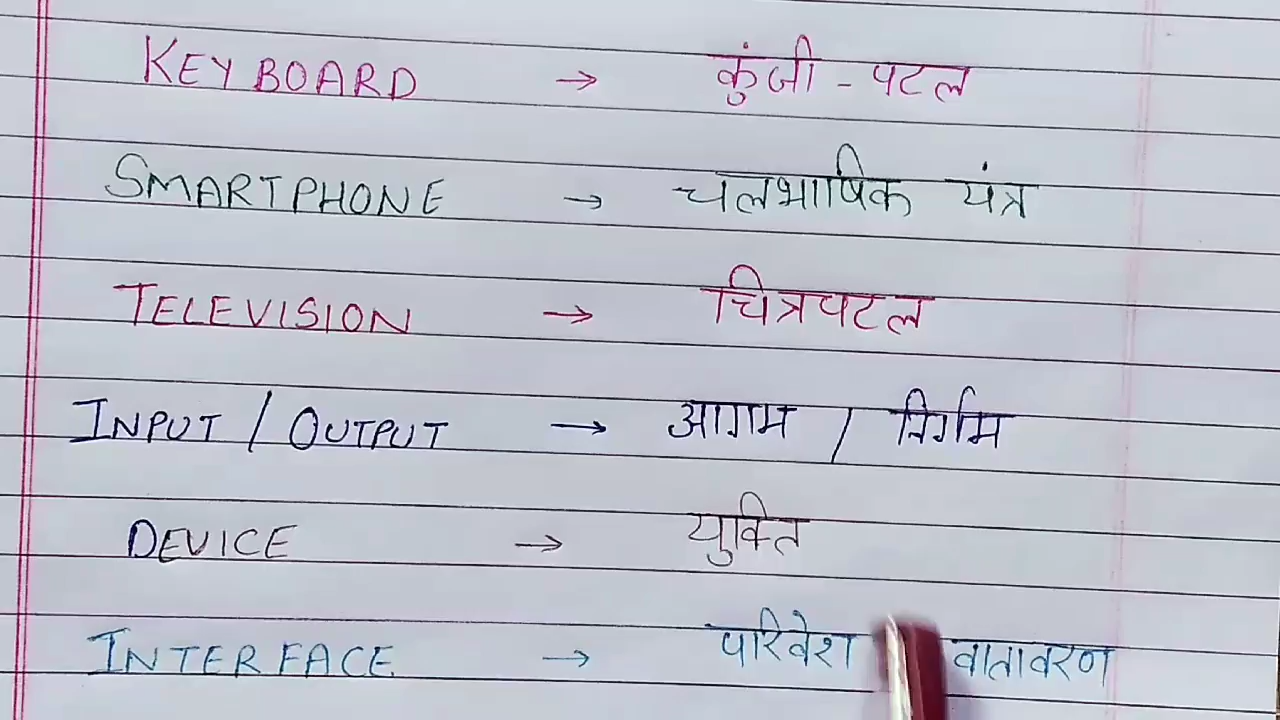 KEYBOARD → कुंजी - पटल
SMARTPHONE → चलभाषिक यंत्र
TELEVISION → चित्रपटल
INPUT / OUTPUT → आगम / निर्गम
DEVICE → युक्ति
INTERFACE → परिवेश वातावरण